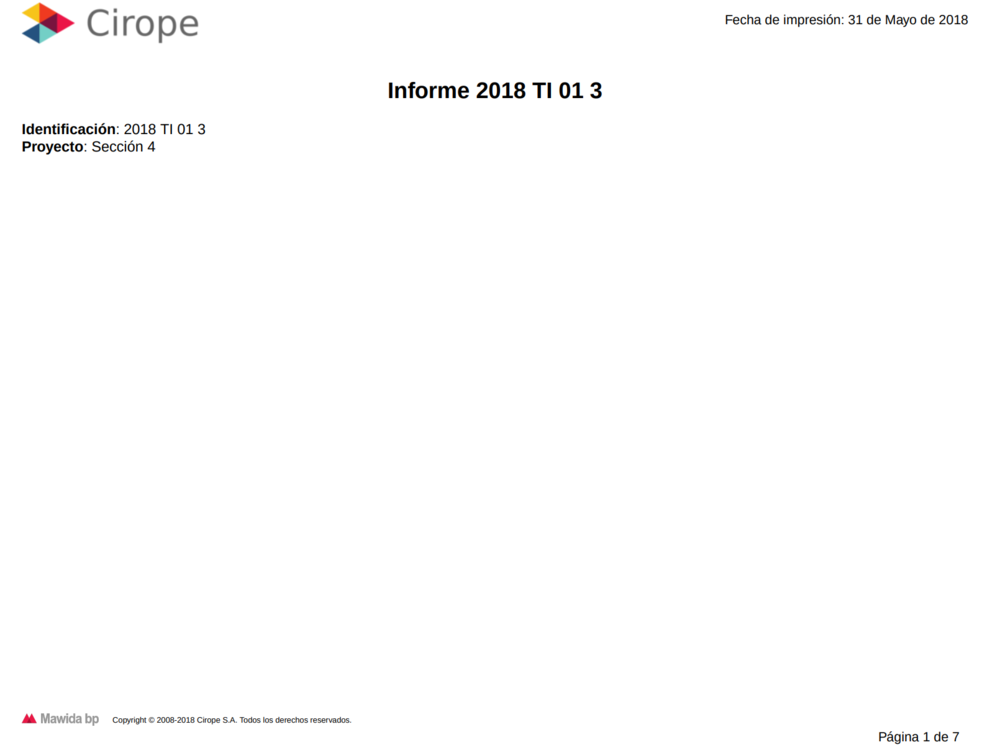 Cirope
Fecha de impresión: 31 de Mayo de 2018
Informe 2018 TI 01 3
Identificación: 2018 TI 01 3
Proyecto: Sección 4
Mawida bp Copyright © 2008-2018 Cirope S.A. Todos los derechos reservados.
Página 1 de 7